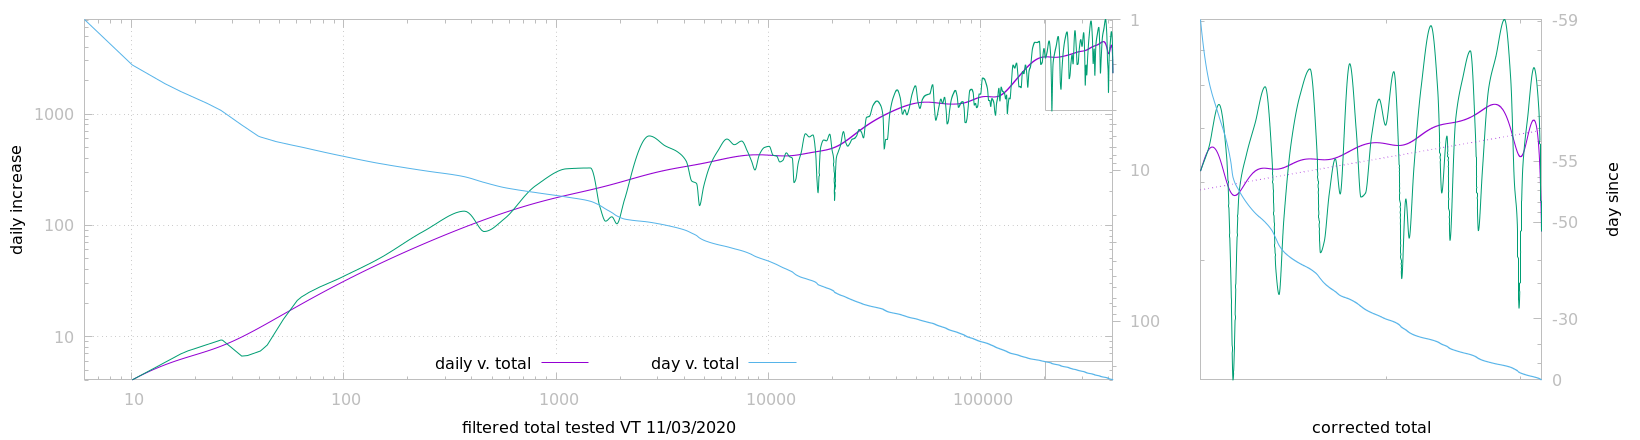 1
-59
1000
daily increase
10
-55
day since
100
-50
10
100
-30
daily v. total
day v. total
0
10
100
1000
10000
100000
filtered total tested VT 11/03/2020
corrected total